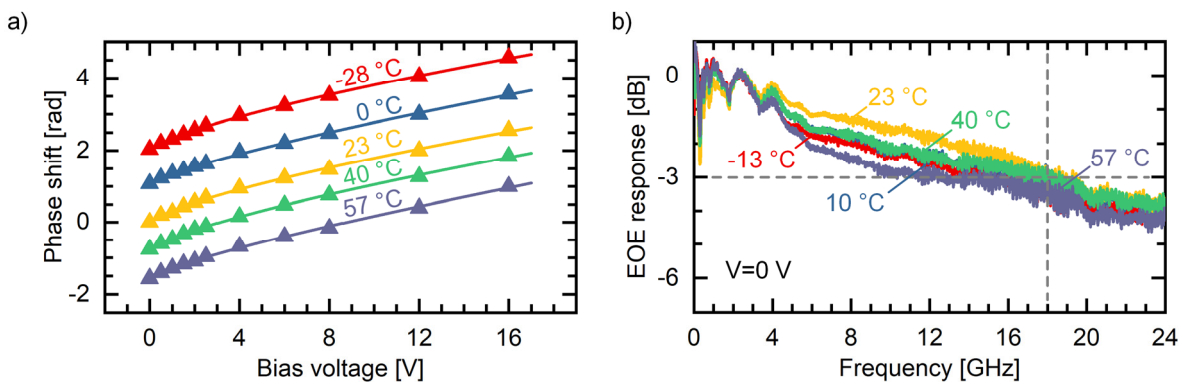 a)
Phase shift [rad]
4
2
0
-2
-28 °C
0 °C
23 °C
40 °C
57 °C
0
4
8
12
16
Bias voltage [V]
b)
EOE response [dB]
0
-3
-6
23 °C
40 °C
-13 °C
57 °C
10 °C
V=0 V
0
4
8
12
16
20
24
Frequency [GHz]